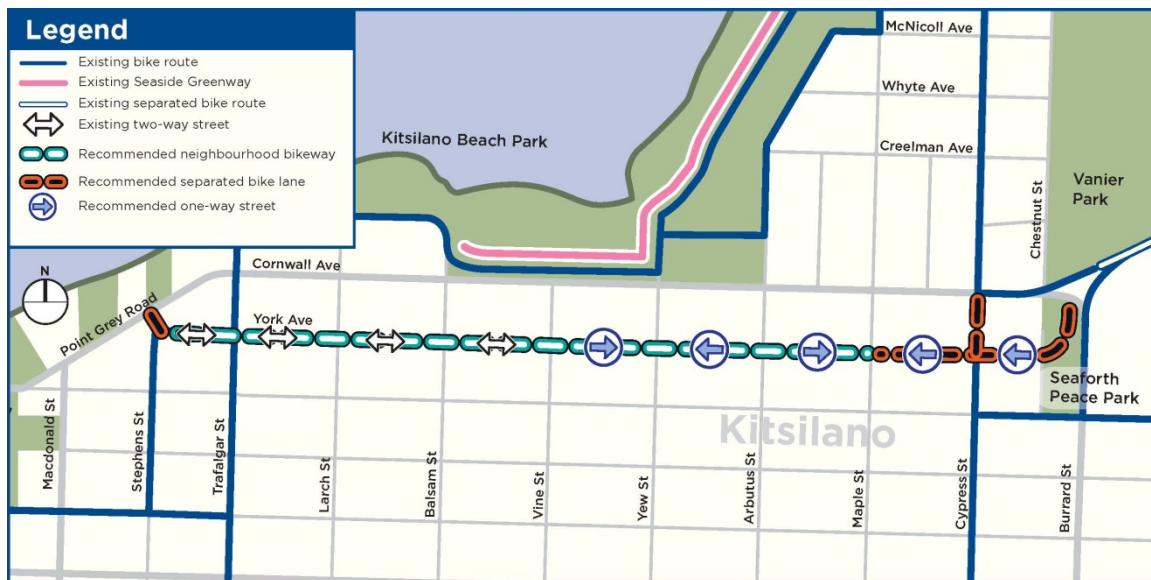 Legend
Existing bike route
Existing Seaside Greenway
Existing separated bike route
Existing two-way street
Recommended neighbourhood bikeway
Recommended separated bike lane
Recommended one-way street
McNicoll Ave
Whyte Ave
Kitsilano Beach Park
Creelman Ave
Vanier
Park
Chestnut St
N
Cornwall Ave
Point Grey Road
York Ave
Seaforth
Peace Park
Kitsilano
Macdonald St
Stephens St
Trafalgar St
Larch St
Balsam St
Vine St
Yew St
Arbutus St
Maple St
Cypress St
Burrard St